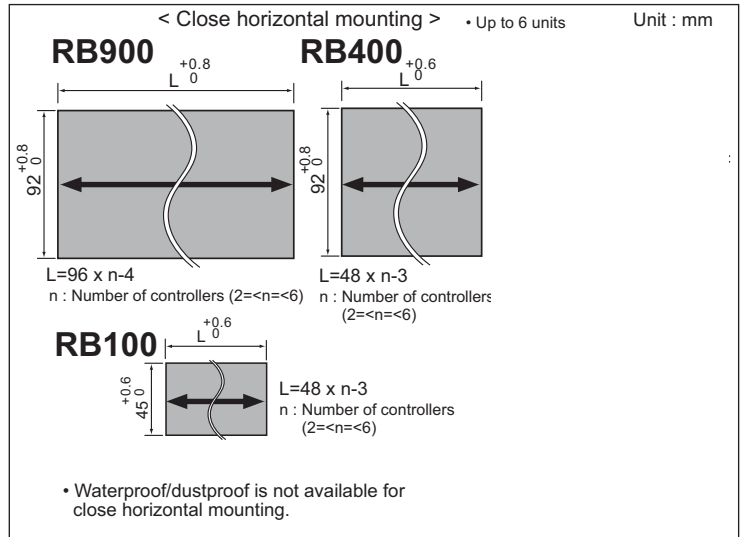 < Close horizontal mounting > • Up to 6 units Unit : mm
RB900
L +0.8 0
92 +0.8 0
L=96 x n-4
n : Number of controllers (2=<n=<6)
RB400
L +0.6 0
92 +0.8 0
L=48 x n-3
n : Number of controllers
(2=<n=<6)
RB100
L +0.6 0
45 +0.6 0
L=48 x n-3
n : Number of controllers
(2=<n=<6)
• Waterproof/dustproof is not available for
close horizontal mounting.
: